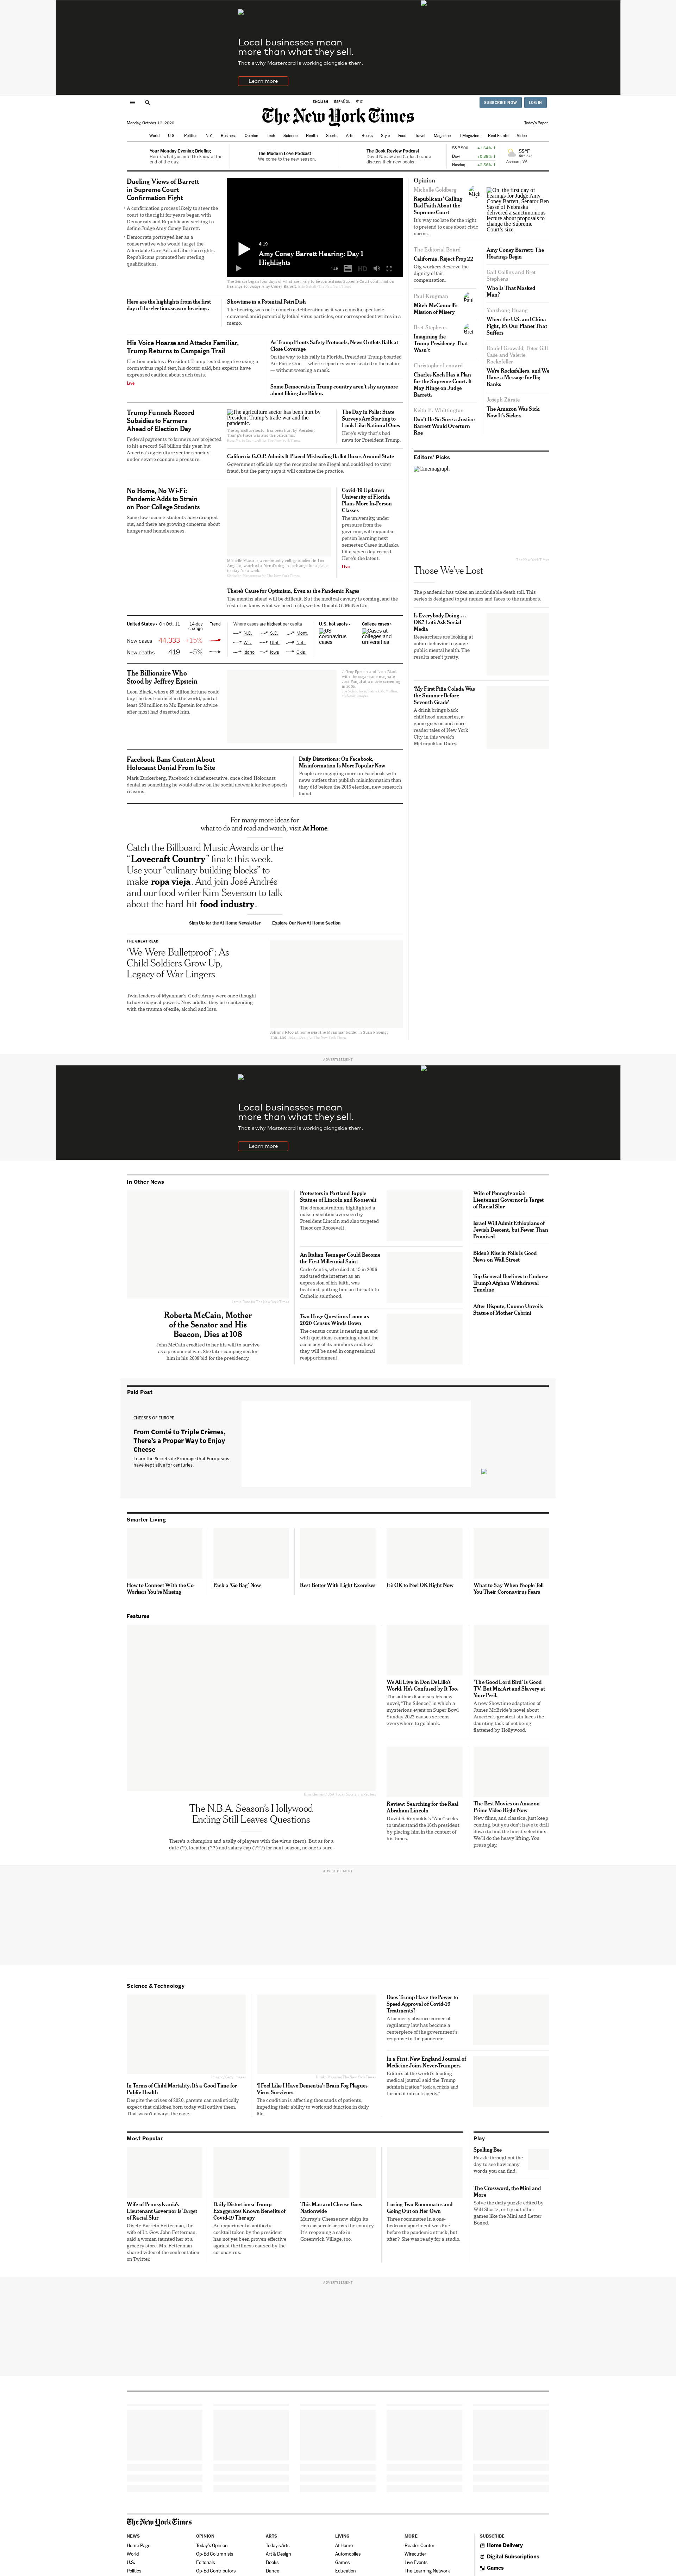 Local businesses mean
more than what they sell.
That's why Mastercard is working alongside them.
Learn more
ENGLISH ESPAÑOL 中文
SUBSCRIBE NOW LOG IN
The New York Times
Monday, October 12, 2020
Today's Paper
World U.S. Politics N.Y. Business Opinion Tech Science Health Sports Arts Books Style Food Travel Magazine T Magazine Real Estate Video
Your Monday Evening Briefing
Here's what you need to know at the
end of the day.
The Modern Love Podcast
Welcome to the new season.
The Book Review Podcast
David Nasaw and Carlos Lozada
discuss their new books.
S&P 500 +1.64% ↑
Dow +0.88% ↑
Nasdaq +2.56% ↑
55°F
Ashburn, VA
Dueling Views of Barrett
in Supreme Court
Confirmation Fight
A confirmation process likely to steer the
court to the right for years began with
Democrats and Republicans seeking to
define Judge Amy Coney Barrett.
Democrats portrayed her as a
conservative who would target the
Affordable Care Act and abortion rights.
Republicans promoted her sterling
qualifications.
4:59
Amy Coney Barrett Hearing: Day 1
Highlights
HD
Here are the highlights from the first
day of the election-season hearings.
Showtime in a Potential Petri Dish
The hearing was not so much a deliberation as it was a media spectacle
convened amid potentially lethal virus particles, our correspondent writes in a
memo.
His Voice Hoarse and Attacks Familiar,
Trump Returns to Campaign Trail
Election updates: President Trump tested negative using a
coronavirus rapid test, his doctor said, but experts have
expressed caution about such tests.
Live
As Trump Flouts Safety Protocols, News Outlets Balk at
Close Coverage
On the way to his rally in Florida, President Trump boarded
Air Force One — where reporters were seated in the cabin
— without wearing a mask.
Some Democrats in Trump country aren't shy anymore
about liking Joe Biden.
Trump Funnels Record
Subsidies to Farmers
Ahead of Election Day
Federal payments to farmers are projected
to hit a record $46 billion this year, but
America's agriculture sector remains
under severe economic pressure.
The agriculture sector has been hurt by
President Trump's trade war and the
pandemic.
The agriculture sector has been hurt by President
Trump's trade war and the pandemic.
The Day in Polls: State
Surveys Are Starting to
Look Like National Ones
Here's why that's bad
news for President Trump.
California G.O.P. Admits It Placed Misleading Ballot Boxes Around State
Government officials say the receptacles are illegal and could lead to voter
fraud, but the party says it will continue the practice.
No Home, No Wi-Fi:
Pandemic Adds to Strain
on Poor College Students
Some low-income students have dropped
out, and there are growing concerns about
hunger and homelessness.
Covid-19 Updates:
University of Florida
Plans More In-Person
Classes
The university, under
pressure from the
governor, will expand in-
person learning next
semester. Cases in Alaska
hit a seven-day record.
Here's the latest.
Live
There's Cause for Optimism, Even as the Pandemic Rages
The months ahead will be difficult. But the medical cavalry is coming, and the
rest of us know what we need to do, writes Donald G. McNeil Jr.
United States › On Oct. 11 14-day
change Trend
New cases 44,333 +15%
New deaths 419 –5%
Where cases are highest per capita
N.D. S.D. Mont.
Wis. Utah Neb.
Idaho Iowa Okla.
U.S. hot spots ›
US
coronavirus
cases
College cases ›
Cases at
colleges and
universities
The Billionaire Who
Stood by Jeffrey Epstein
Leon Black, whose $9 billion fortune could
buy the best counsel in the world, paid at
least $50 million to Mr. Epstein for advice
after most had deserted him.
Facebook Bans Content About
Holocaust Denial From Its Site
Mark Zuckerberg, Facebook's chief executive, once cited Holocaust
denial as something he would allow on the social network for free speech
reasons.
Daily Distortions: On Facebook,
Misinformation Is More Popular Now
People are engaging more on Facebook with
news outlets that publish misinformation than
they did before the 2016 election, new research
found.
For many more ideas for
what to do and read and watch, visit At Home.
Catch the Billboard Music Awards or the
“Lovecraft Country” finale this week.
Use your “culinary building blocks” to
make ropa vieja. And join José Andrés
and our food writer Kim Severson to talk
about the hard-hit food industry.
Sign Up for the At Home Newsletter Explore Our New At Home Section
THE GREAT READ
‘We Were Bulletproof’: As
Child Soldiers Grow Up,
Legacy of War Lingers
Twin leaders of Myanmar's God's Army were once thought
to have magical powers. Now adults, they are contending
with the trauma of exile, alcohol and loss.
Opinion
Michelle Goldberg
Republicans' Galling
Bad Faith About the
Supreme Court
It's way too late for the right
to pretend to care about civic
norms.
The Editorial Board
California, Reject Prop 22
Gig workers deserve the
dignity of fair
compensation.
Paul Krugman
Mitch McConnell's
Mission of Misery
Bret Stephens
Imagining the
Trump Presidency That
Wasn't
Christopher Leonard
Charles Koch Has a Plan
for the Supreme Court. It
May Hinge on Judge
Barrett.
Keith E. Whittington
Don't Be So Sure a Justice
Barrett Would Overturn
Roe
On the first day of
hearings for Judge Amy
Coney Barrett, Senator Ben
Sasse of Nebraska
delivered a sanctimonious
lecture about proposals to
change the Supreme
Court's size.
Amy Coney Barrett: The
Hearings Begin
Gail Collins and Bret
Stephens
Who Is That Masked
Man?
Yanzhong Huang
When the U.S. and China
Fight, It's Our Planet That
Suffers
Daniel Growald, Peter Gill
Case and Valerie
Rockefeller
We're Rockefellers, and We
Have a Message for Big
Banks
Joseph Zárate
The Amazon Was Sick.
Now It's Sicker.
Editors' Picks
Cinemagraph
Those We've Lost
The pandemic has taken an incalculable death toll. This
series is designed to put names and faces to the numbers.
Is Everybody Doing …
OK? Let's Ask Social
Media
Researchers are looking at
online behavior to gauge
public mental health. The
results aren't pretty.
‘My First Piña Colada Was
the Summer Before
Seventh Grade’
A drink brings back
childhood memories, a
game goes on and more
reader tales of New York
City in this week's
Metropolitan Diary.
ADVERTISEMENT
Local businesses mean
more than what they sell.
That's why Mastercard is working alongside them.
Learn more
In Other News
Roberta McCain, Mother
of the Senator and His
Beacon, Dies at 108
John McCain credited to her his will to survive
as a prisoner of war. She later campaigned for
him in his 2008 bid for the presidency.
Protesters in Portland Topple
Statues of Lincoln and Roosevelt
The demonstrations highlighted a
mass execution overseen by
President Lincoln and also targeted
Theodore Roosevelt.
An Italian Teenager Could Become
the First Millennial Saint
Carlo Acutis, who died at 15 in 2006
and used the internet as an
expression of his faith, was
beatified, putting him on the path to
Catholic sainthood.
Two Huge Questions Loom as
2020 Census Winds Down
The census count is nearing an end
with questions remaining about the
accuracy of its numbers and how
they will be used in congressional
reapportionment.
Wife of Pennsylvania's
Lieutenant Governor Is Target
of Racial Slur
Israel Will Admit Ethiopians of
Jewish Descent, but Fewer Than
Promised
Biden's Rise in Polls Is Good
News on Wall Street
Top General Declines to Endorse
Trump's Afghan Withdrawal
Timeline
After Dispute, Cuomo Unveils
Statue of Mother Cabrini
Paid Post
CHEESES OF EUROPE
From Comté to Triple Crèmes,
There's a Proper Way to Enjoy
Cheese
Learn the Secrets de Fromage that Europeans
have kept alive for centuries.
Smarter Living
How to Connect With the Co-
Workers You're Missing
Pack a ‘Go Bag’ Now
Rest Better With Light Exercises
It's OK to Feel OK Right Now
What to Say When People Tell
You Their Coronavirus Fears
Features
The N.B.A. Season's Hollywood
Ending Still Leaves Questions
There's a champion and a tally of players with the virus (zero). But as for a
date (?), location (??) and salary cap (???) for next season, no one is sure.
We All Live in Don DeLillo's
World. He's Confused by It Too.
The author discusses his new
novel, “The Silence,” in which a
mysterious event on Super Bowl
Sunday 2022 causes screens
everywhere to go blank.
‘The Good Lord Bird’ Is Good
TV. But Mix Art and Slavery at
Your Peril.
A new Showtime adaptation of
James McBride's novel about
America's greatest sin faces the
daunting task of not being
flattened by Hollywood.
Review: Searching for the Real
Abraham Lincoln
David S. Reynolds's “Abe” seeks
to understand the 16th president
by placing him in the context of
his times.
The Best Movies on Amazon
Prime Video Right Now
New films, and classics, just keep
coming, but you don't have to drill
down to find the finest selections.
We'll do the heavy lifting. You
press play.
ADVERTISEMENT
Science & Technology
In Terms of Child Mortality, It's a Good Time for
Public Health
Despite the crises of 2020, parents can realistically
expect that children born today will outlive them.
That wasn't always the case.
‘I Feel Like I Have Dementia’: Brain Fog Plagues
Virus Survivors
The condition is affecting thousands of patients,
impeding their ability to work and function in daily
life.
Does Trump Have the Power to
Speed Approval of Covid-19
Treatments?
A formerly obscure corner of
regulatory law has become a
centerpiece of the government's
response to the pandemic.
In a First, New England Journal of
Medicine Joins Never-Trumpers
Editors at the world's leading
medical journal said the Trump
administration “took a crisis and
turned it into a tragedy.”
Most Popular
Wife of Pennsylvania's
Lieutenant Governor Is Target
of Racial Slur
Gisele Barreto Fetterman, the
wife of Lt. Gov. John Fetterman,
said a woman taunted her at a
grocery store. Ms. Fetterman
shared video of the confrontation
on Twitter.
Daily Distortions: Trump
Exaggerates Known Benefits of
Covid-19 Therapy
An experimental antibody
cocktail taken by the president
has not yet been proven effective
against the illness caused by the
coronavirus.
This Mac and Cheese Goes
Nationwide
Murray's Cheese now ships its
rich casserole across the country.
It's reopening a cafe in
Greenwich Village, too.
Losing Two Roommates and
Going Out on Her Own
Three roommates in a one-
bedroom apartment was fine
before the pandemic struck, but
after? She was ready for a studio.
Play
Spelling Bee
Puzzle throughout the
day to see how many
words you can find.
The Crossword, the Mini and
More
Solve the daily puzzle edited by
Will Shortz, or try out other
games like the Mini and Letter
Boxed.
ADVERTISEMENT
The New York Times
NEWS
Home Page
World
U.S.
Politics
OPINION
Today's Opinion
Op-Ed Columnists
Editorials
Op-Ed Contributors
ARTS
Today's Arts
Art & Design
Books
Dance
LIVING
At Home
Automobiles
Games
Education
MORE
Reader Center
Wirecutter
Live Events
The Learning Network
SUBSCRIBE
Home Delivery
Digital Subscriptions
Games